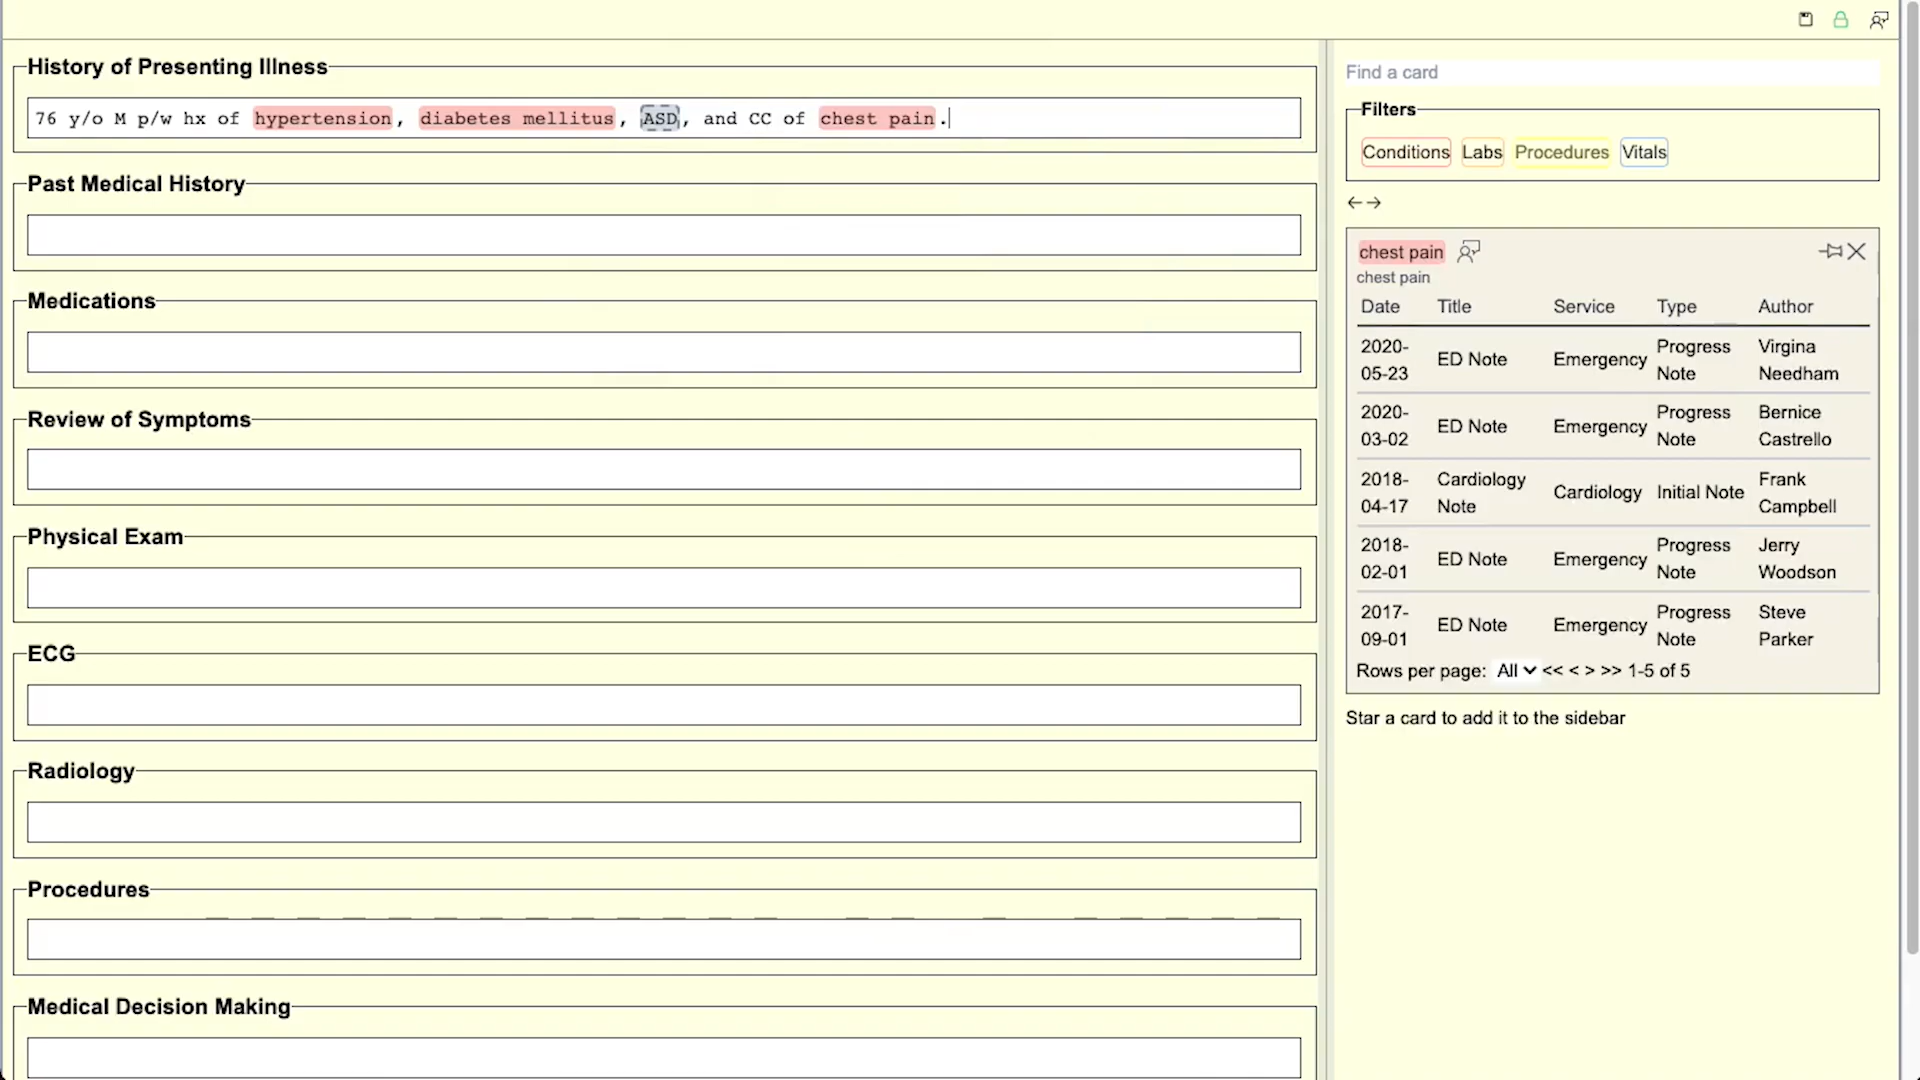 History of Presenting Illness
76 y/o M p/w hx of hypertension, diabetes mellitus, ASD, and CC of chest pain.
Past Medical History
Medications
Review of Symptoms
Physical Exam
ECG
Radiology
Procedures
Medical Decision Making
Find a card
Filters
Conditions Labs Procedures Vitals
chest pain
chest pain
Date Title Service Type Author
2020-05-23 ED Note Emergency Progress Note Virgina Needham
2020-03-02 ED Note Emergency Progress Note Bernice Castrello
2018-04-17 Cardiology Note Cardiology Initial Note Frank Campbell
2018-02-01 ED Note Emergency Progress Note Jerry Woodson
2017-09-01 ED Note Emergency Progress Note Steve Parker
Rows per page: All << < > >> 1-5 of 5
Star a card to add it to the sidebar